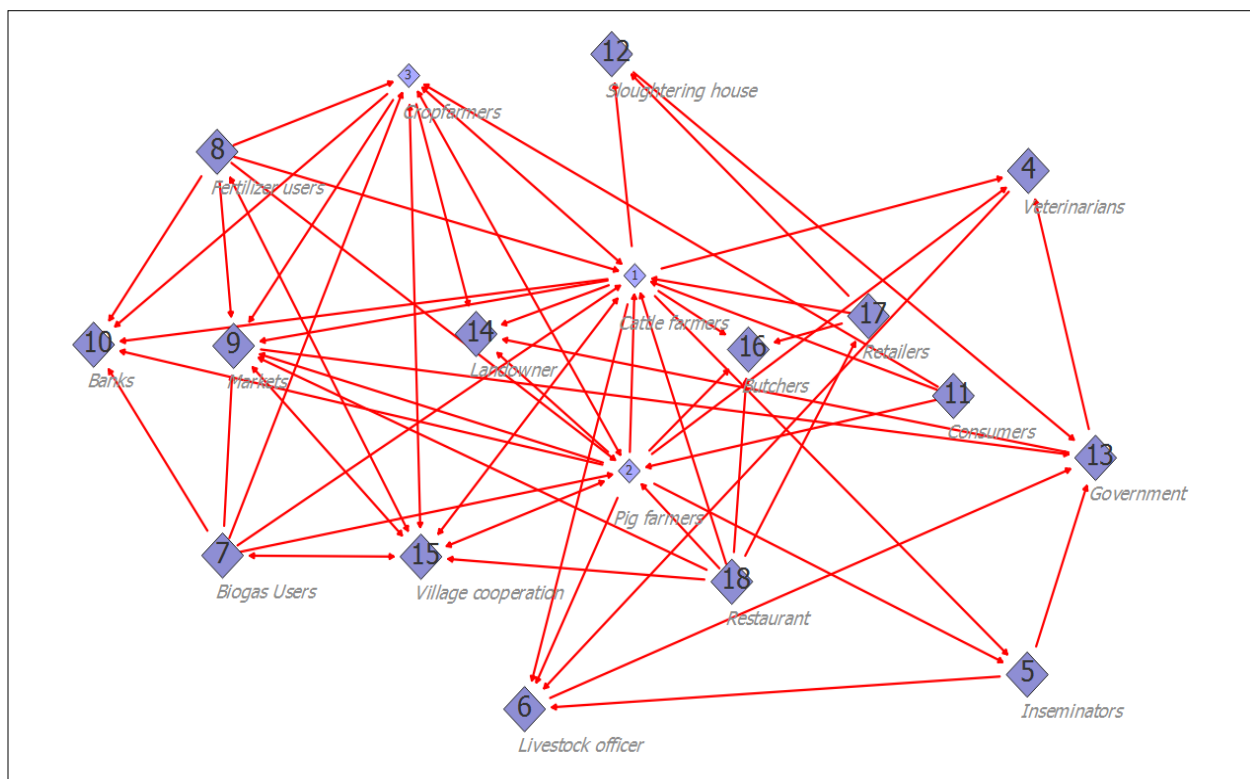 12
Sloughtering house
3
Cropfarmers
8
Fertilizer users
4
Veterinarians
1
Cattle farmers
17
Retailers
14
Landowner
16
Butchers
10
Banks
9
Markets
11
Consumers
13
Government
2
Pig farmers
7
Biogas Users
15
Village cooperation
18
Restaurant
5
Inseminators
6
Livestock officer